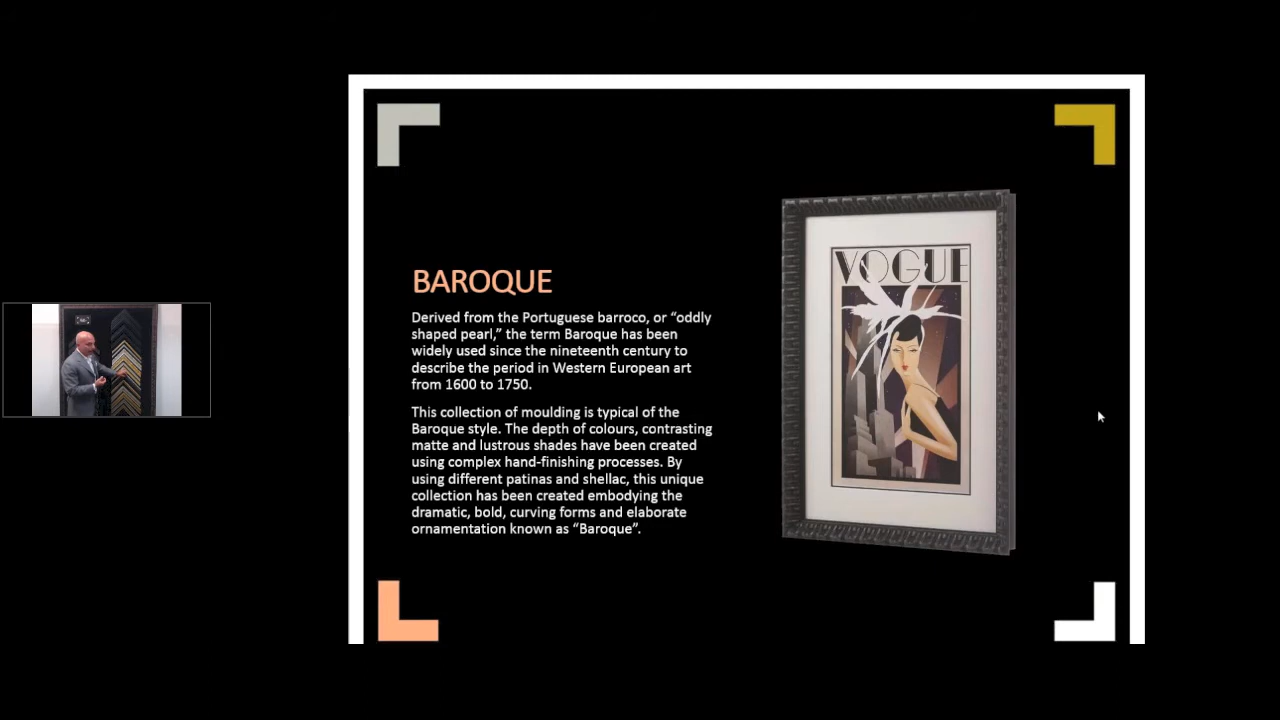 BAROQUE
Derived from the Portuguese barroco, or “oddly
shaped pearl,” the term Baroque has been
widely used since the nineteenth century to
describe the period in Western European art
from 1600 to 1750.
This collection of moulding is typical of the
Baroque style. The depth of colours, contrasting
matte and lustrous shades have been created
using complex hand-finishing processes. By
using different patinas and shellac, this unique
collection has been created embodying the
dramatic, bold, curving forms and elaborate
ornamentation known as “Baroque”.
VOGUE